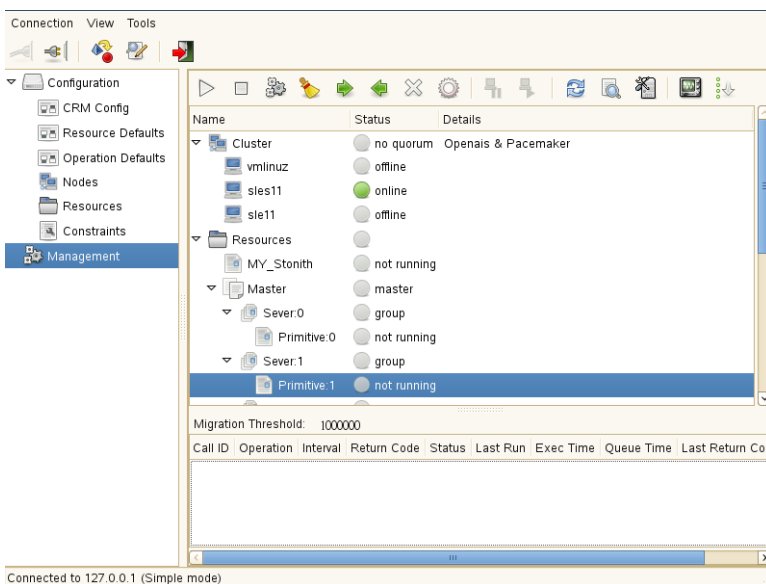 Connection View Tools
Configuration
CRM Config
Resource Defaults
Operation Defaults
Nodes
Resources
Constraints
Management
Name Status Details
Cluster no quorum Openais & Pacemaker
vmlinuz offline
sles11 online
sle11 offline
Resources
MY_Stonith not running
Master master
Sever:0 group
Primitive:0 not running
Sever:1 group
Primitive:1 not running
Migration Threshold: 1000000
Call ID Operation Interval Return Code Status Last Run Exec Time Queue Time Last Return Co
Connected to 127.0.0.1 (Simple mode)